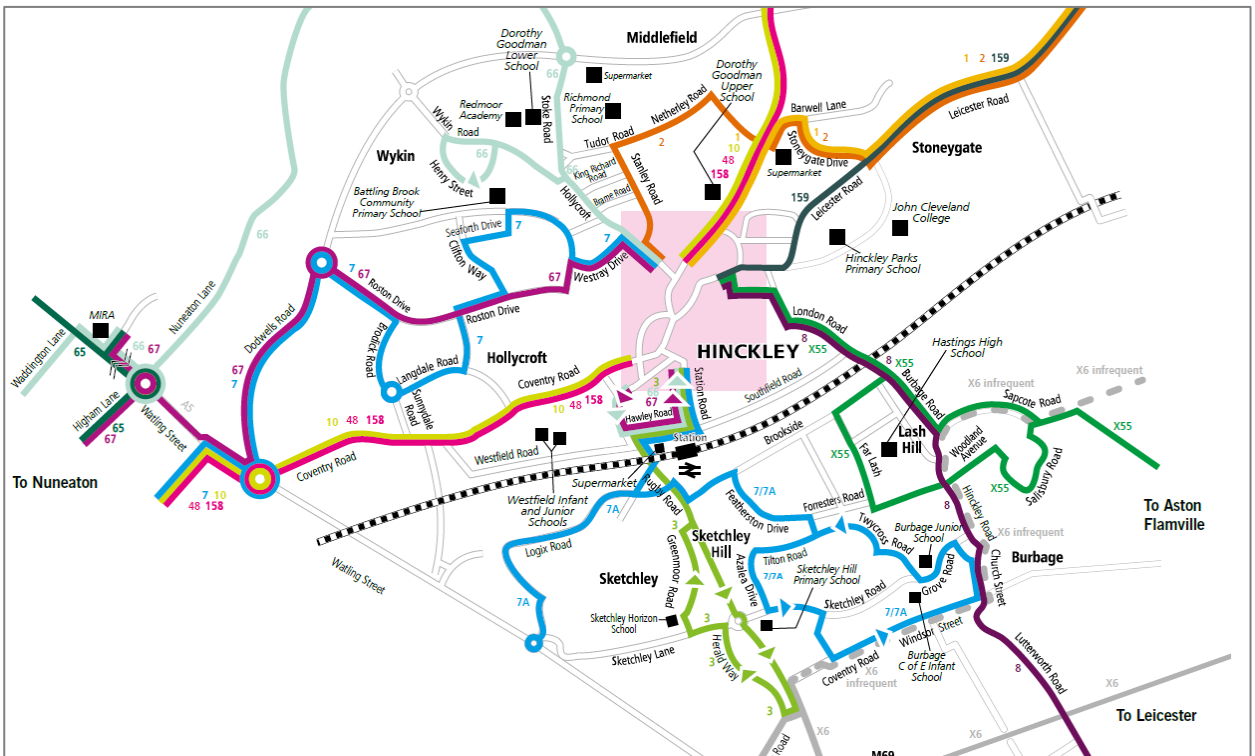 Dorothy
Goodman
Lower
School
Middlefield
66
Supermarket
Dorothy
Goodman
Upper
School
1 2 159
Redmoor
Academy
Richmond
Primary
School
Stoke Road
Netherley Road
Barwell Lane
Leicester Road
Wykin
Road
Tudor Road
2
1
10
48
158
1 2
Stoneygate Drive
Stoneygate
Wykin
66
66
King Richard
Road
Stanley Road
Supermarket
Henry Street
Brame Road
Battling Brook
Community
Primary School
Hollycroft
159
Leicester Road
John Cleveland
College
Seaforth Drive
7
7
66
Clifton Way
Hinckley Parks
Primary School
7 67
67
Westray Drive
Roston Drive
Nuneaton Lane
MIRA
Dodwells Road
Roston Drive
London Road
Waddington Lane
65
66 67
Brodick Road
7
Hollycroft
HINCKLEY
8 X55
Hastings High
School
Langdale Road
67
7
Coventry Road
8 X55
Burbage Road
X6 infrequent
X6 infrequent
Higham Lane
A5
65
67
Watling Street
Sunnydale
Road
10 48 158
3
66
67
Station Road
Southfield Road
Sapcote Road
Hawley Road
10 48 158
Station
Brookside
Lash
Hill
Woodland
Avenue
X55
Coventry Road
Westfield Road
X55
Far Lash
To Nuneaton
Supermarket
Rugby Road
X55
Salisbury Road
7 10
48 158
Westfield Infant
and Junior
Schools
7A
7/7A
Featherston Drive
Forresters Road
8
Hinckley Road
To Aston
Flamville
3
Sketchley
Hill
Twycross Road
Burbage Junior
School
X6 infrequent
Logix Road
Greenmoor Road
Tilton Road
Burbage
Watling Street
Sketchley
Azalea Drive
7/7A
Sketchley Hill
Primary School
Grove Road
Church Street
7A
Sketchley Road
Sketchley Horizon
School
3
7/7A
Windsor Street
Sketchley Lane
Herald Way
3
Coventry Road
X6
infrequent
Burbage
C of E Infant
School
8
Lutterworth Road
X6
3
To Leicester
Road
X6
X6
M69